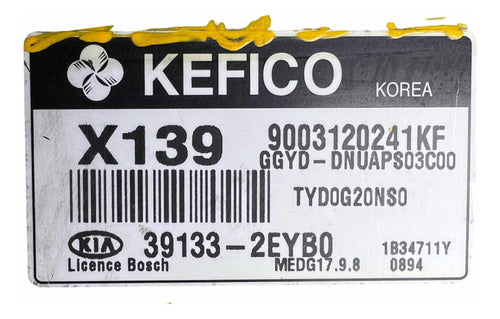 KEFICO
KOREA
X139
9003120241KF
GGYD-DNUAPS03C00
TYD0G20NS0
KIA 39133-2EYB0 1B34711Y
Licence Bosch MEDG17.9.8 0894